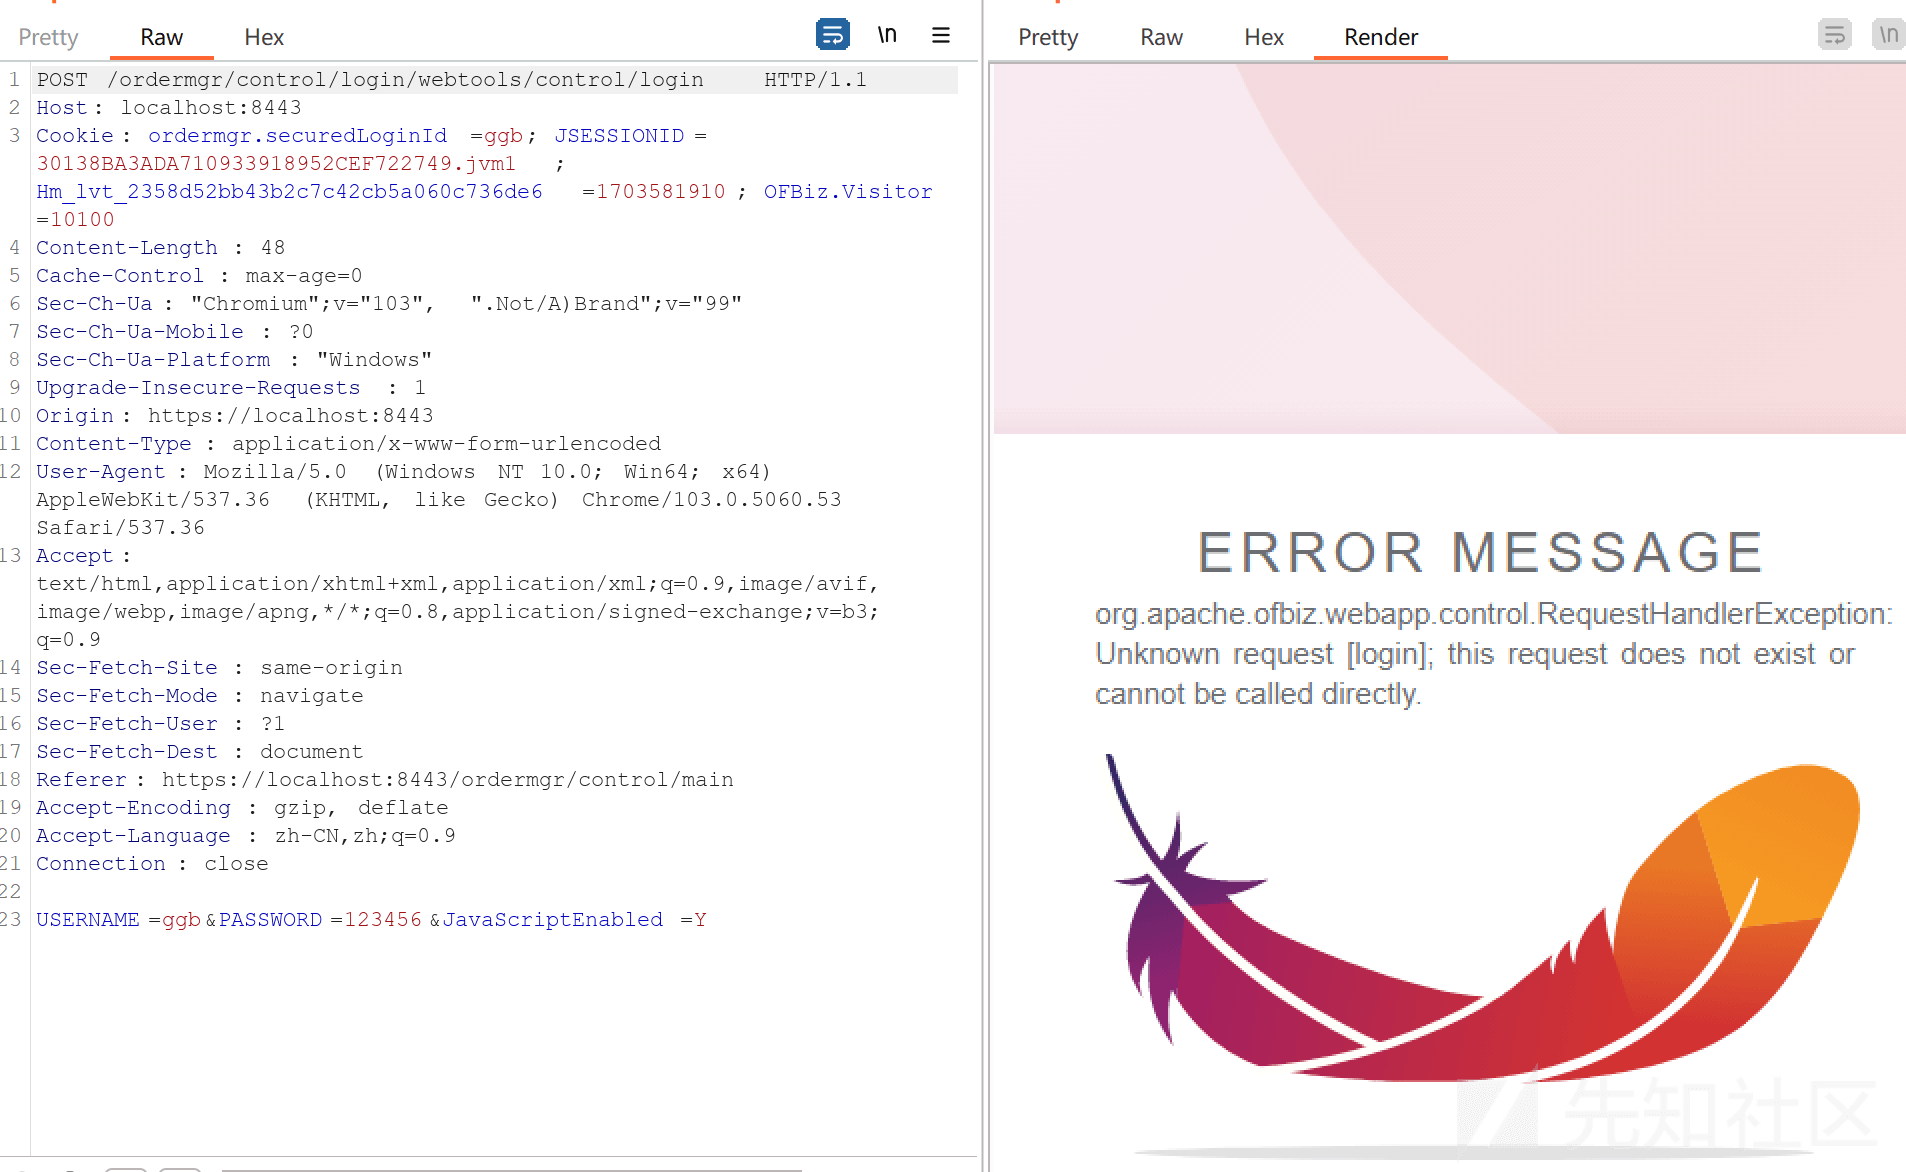 Pretty Raw Hex \n
1 POST /ordermgr/control/login/webtools/control/login HTTP/1.1
2 Host: localhost:8443
3 Cookie: ordermgr.securedLoginId=ggb; JSESSIONID=
30138BA3ADA710933918952CEF722749.jvm1;
Hm_lvt_2358d52bb43b2c7c42cb5a060c736de6=1703581910; OFBiz.Visitor
=10100
4 Content-Length: 48
5 Cache-Control: max-age=0
6 Sec-Ch-Ua: "Chromium";v="103", ".Not/A)Brand";v="99"
7 Sec-Ch-Ua-Mobile: ?0
8 Sec-Ch-Ua-Platform: "Windows"
9 Upgrade-Insecure-Requests: 1
10 Origin: https://localhost:8443
11 Content-Type: application/x-www-form-urlencoded
12 User-Agent: Mozilla/5.0 (Windows NT 10.0; Win64; x64)
AppleWebKit/537.36 (KHTML, like Gecko) Chrome/103.0.5060.53
Safari/537.36
13 Accept:
text/html,application/xhtml+xml,application/xml;q=0.9,image/avif,
image/webp,image/apng,*/*;q=0.8,application/signed-exchange;v=b3;
q=0.9
14 Sec-Fetch-Site: same-origin
15 Sec-Fetch-Mode: navigate
16 Sec-Fetch-User: ?1
17 Sec-Fetch-Dest: document
18 Referer: https://localhost:8443/ordermgr/control/main
19 Accept-Encoding: gzip, deflate
20 Accept-Language: zh-CN,zh;q=0.9
21 Connection: close
22
23 USERNAME=ggb&PASSWORD=123456&JavaScriptEnabled=Y
Pretty Raw Hex Render \n
ERROR MESSAGE
org.apache.ofbiz.webapp.control.RequestHandlerException:
Unknown request [login]; this request does not exist or
cannot be called directly.
先知社区